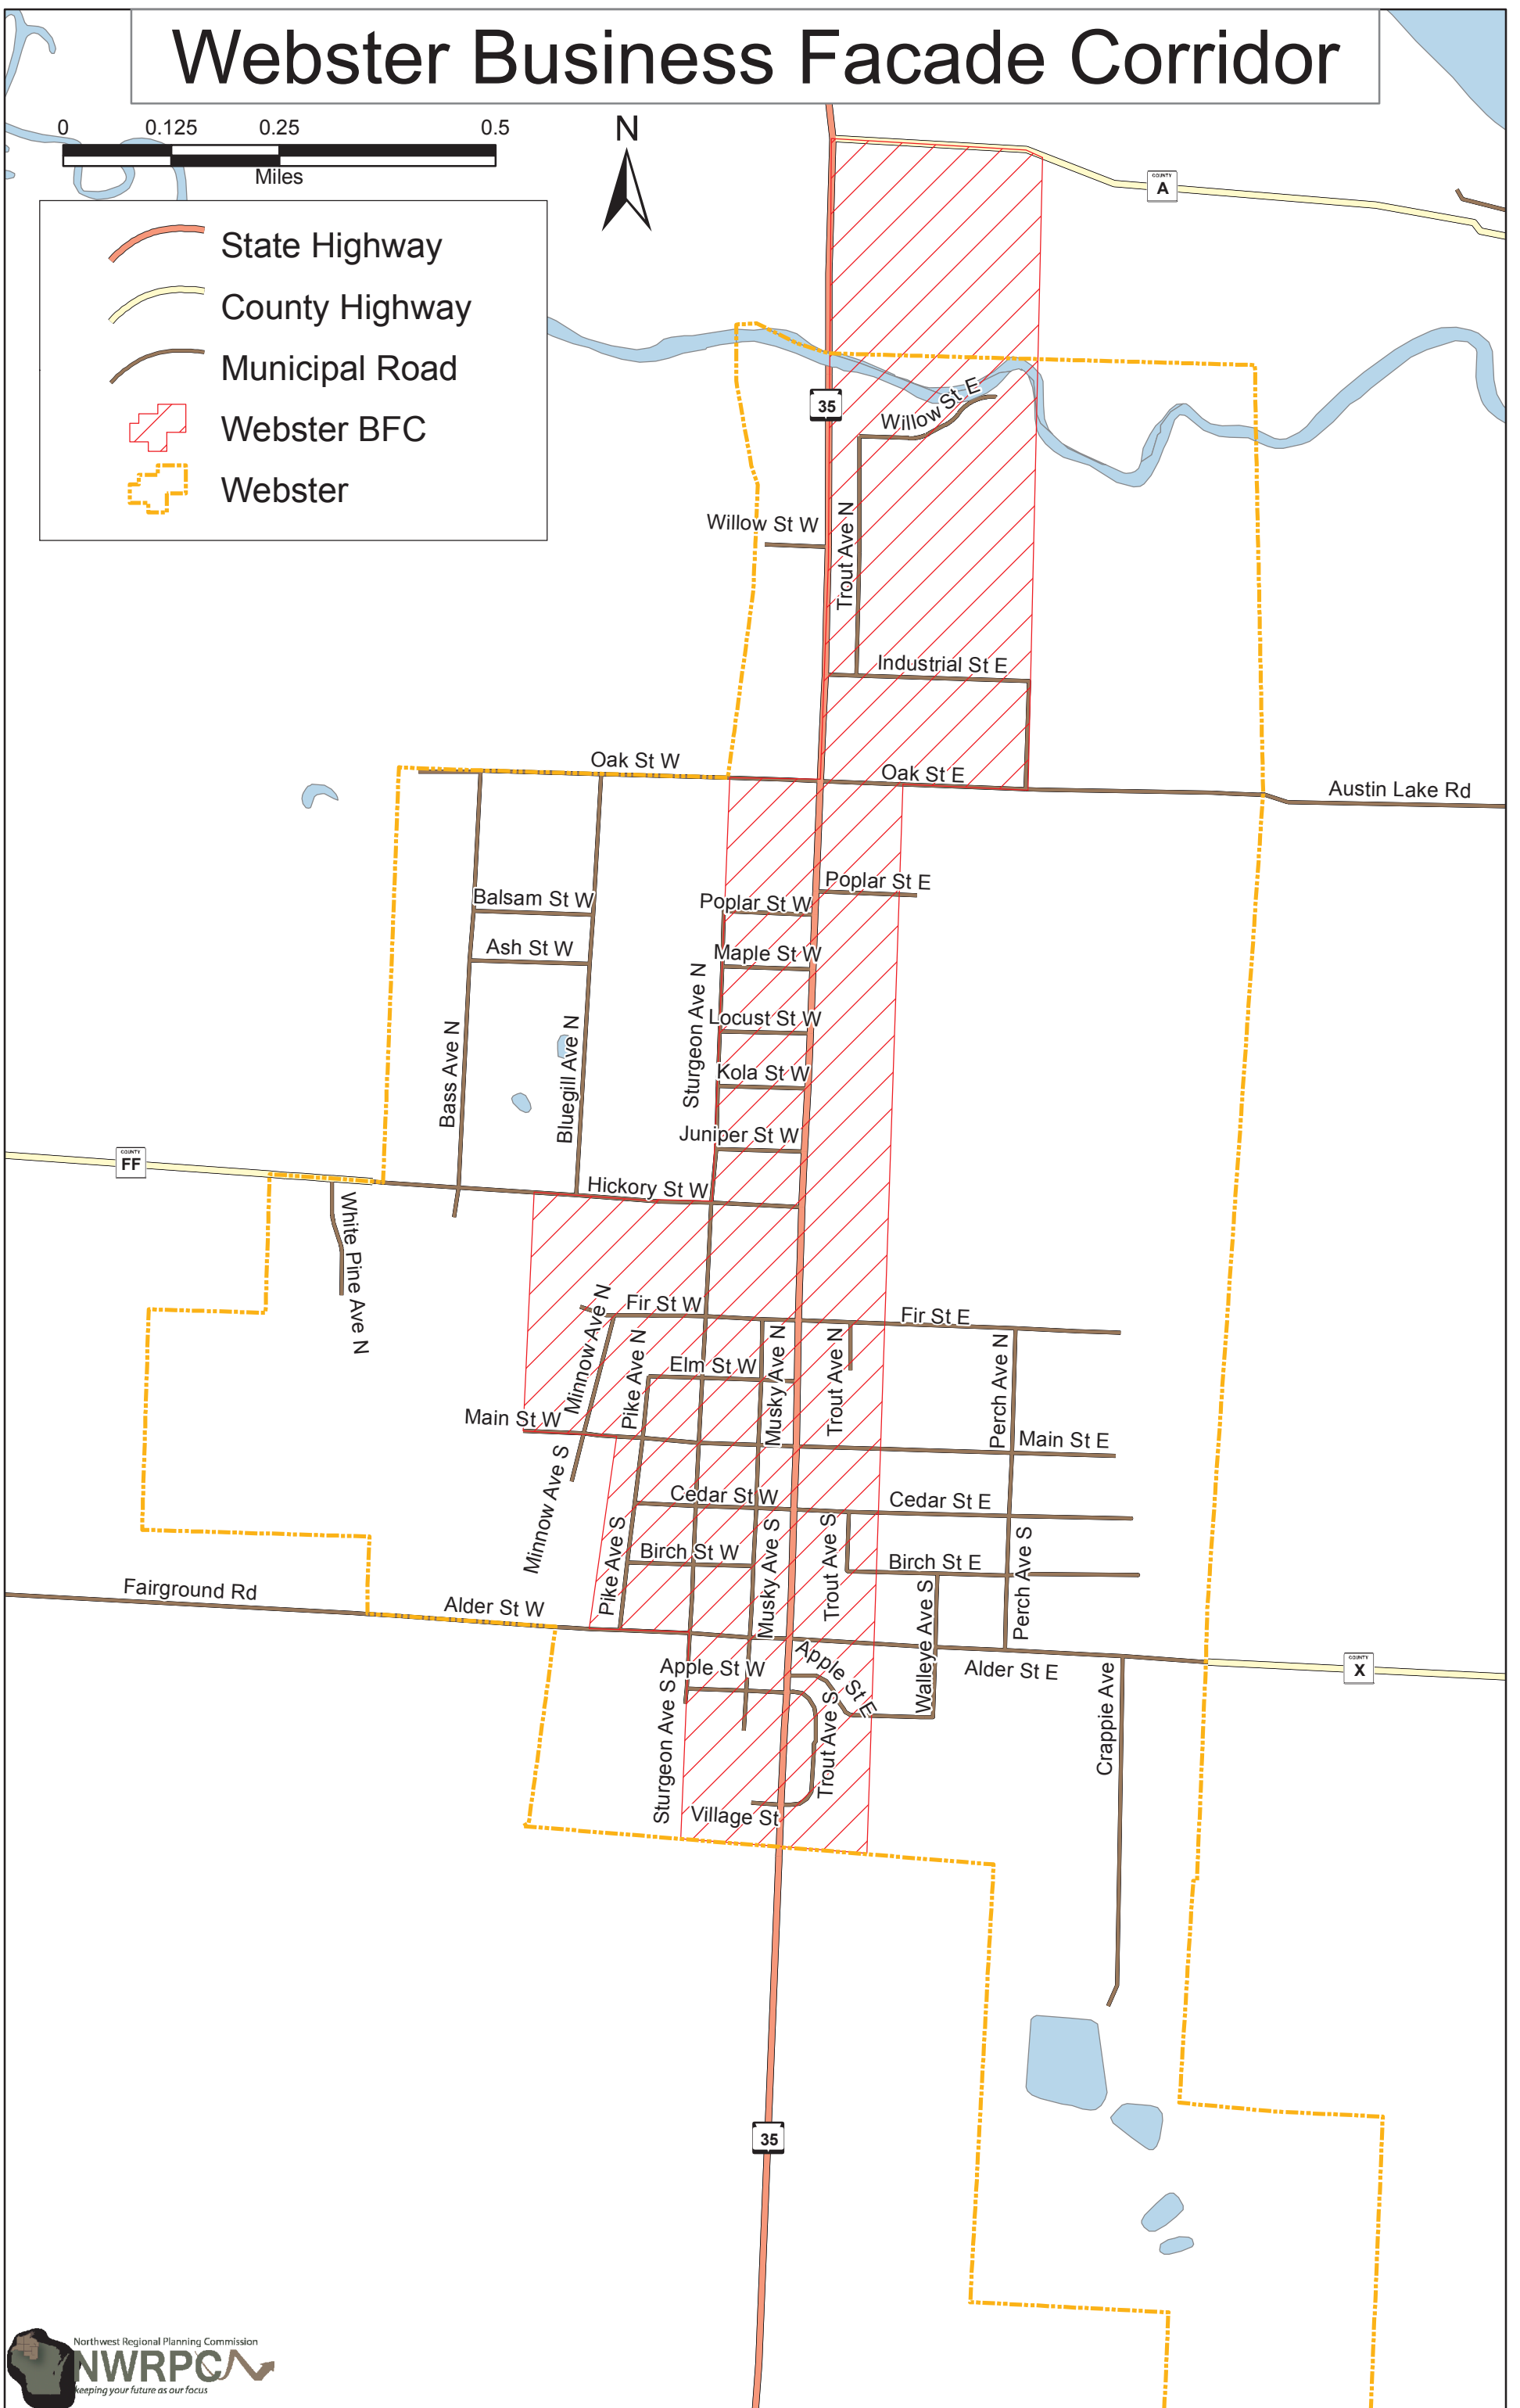 Webster Business Facade Corridor
0 0.125 0.25 0.5
Miles
N
State Highway
County Highway
Municipal Road
Webster BFC
Webster
COUNTY
A
35
Willow St E
Willow St W
Trout Ave N
Industrial St E
Oak St W
Oak St E
Austin Lake Rd
Balsam St W
Ash St W
Poplar St E
Poplar St W
Maple St W
Locust St W
Kola St W
Juniper St W
Sturgeon Ave N
Bass Ave N
Bluegill Ave N
COUNTY
FF
Hickory St W
White Pine Ave N
Minnow Ave N
Fir St W
Fir St E
Pike Ave N
Elm St W
Musky Ave N
Trout Ave N
Perch Ave N
Main St W
Main St E
Minnow Ave S
Cedar St W
Cedar St E
Pike Ave S
Birch St W
Musky Ave S
Trout Ave S
Birch St E
Perch Ave S
Fairground Rd
Alder St W
Walleye Ave S
Alder St E
COUNTY
X
Apple St W
Apple St E
Sturgeon Ave S
Trout Ave S
Crappie Ave
Village St
35
Northwest Regional Planning Commission
NWRPC
keeping your future as our focus